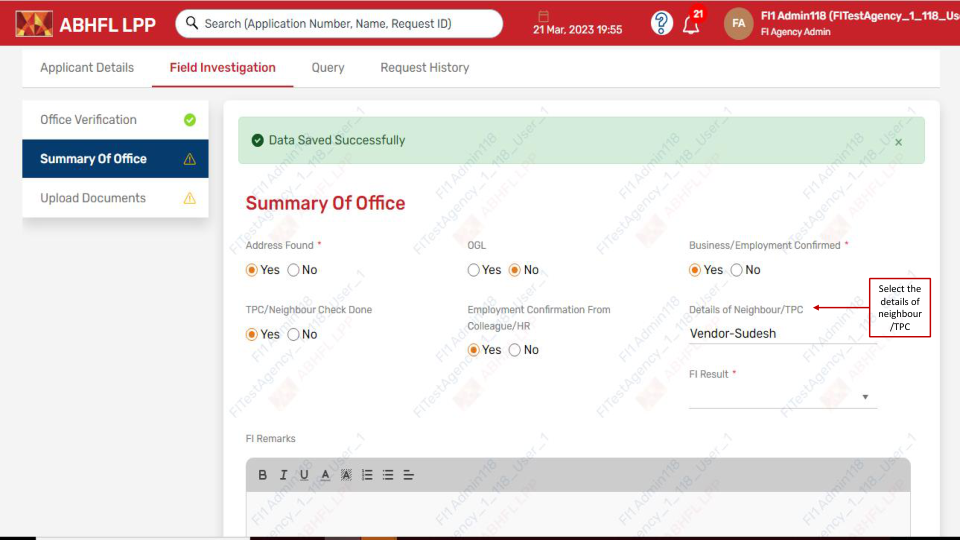 ABHFL LPP
Search (Application Number, Name, Request ID)
21 Mar, 2023 19:55
21
FA
FI1 Admin118 (FITestAgency_1_118_Us
FI Agency Admin
Applicant Details
Field Investigation
Query
Request History
Office Verification
Summary Of Office
Upload Documents
Data Saved Successfully
x
Summary Of Office
Address Found *
Yes No
OGL
Yes No
Business/Employment Confirmed *
Yes No
TPC/Neighbour Check Done
Yes No
Employment Confirmation From
Colleague/HR
Yes No
Details of Neighbour/TPC
Vendor-Sudesh
Select the
details of
neighbour
/TPC
FI Result *
FI Remarks
B I U A A